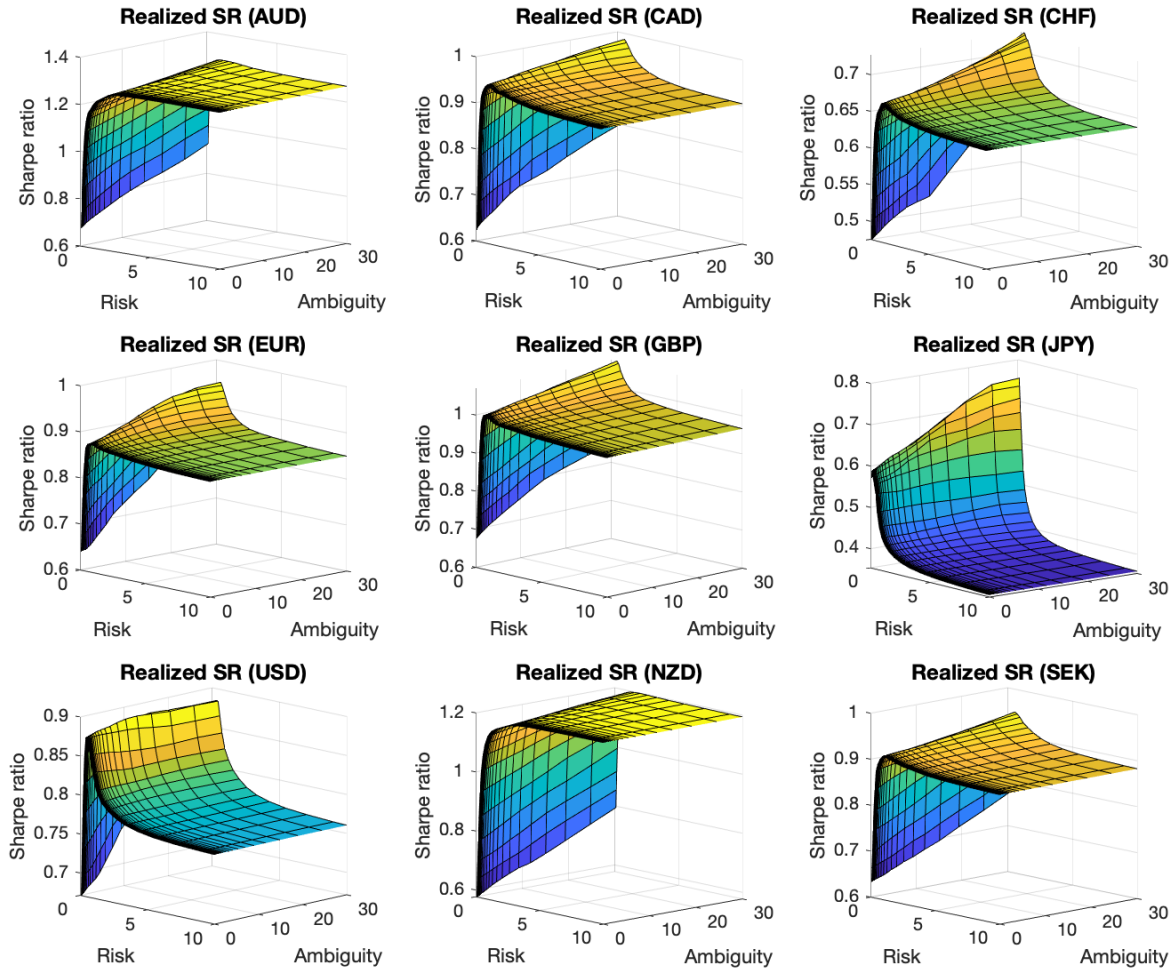 Realized SR (AUD)
Sharpe ratio
1.4
1.2
1
0.8
0.6
0
5
10
Risk
0
10
20
30
Ambiguity
Realized SR (CAD)
Sharpe ratio
1
0.9
0.8
0.7
0.6
0
5
10
Risk
0
10
20
30
Ambiguity
Realized SR (CHF)
Sharpe ratio
0.7
0.65
0.6
0.55
0.5
0
5
10
Risk
0
10
20
30
Ambiguity
Realized SR (EUR)
Sharpe ratio
1
0.9
0.8
0.7
0.6
0
5
10
Risk
0
10
20
30
Ambiguity
Realized SR (GBP)
Sharpe ratio
1
0.9
0.8
0.7
0.6
0
5
10
Risk
0
10
20
30
Ambiguity
Realized SR (JPY)
Sharpe ratio
0.8
0.7
0.6
0.5
0.4
0
5
10
Risk
0
10
20
30
Ambiguity
Realized SR (USD)
Sharpe ratio
0.9
0.85
0.8
0.75
0.7
0
5
10
Risk
0
10
20
30
Ambiguity
Realized SR (NZD)
Sharpe ratio
1.2
1
0.8
0.6
0
5
10
Risk
0
10
20
30
Ambiguity
Realized SR (SEK)
Sharpe ratio
1
0.9
0.8
0.7
0.6
0
5
10
Risk
0
10
20
30
Ambiguity